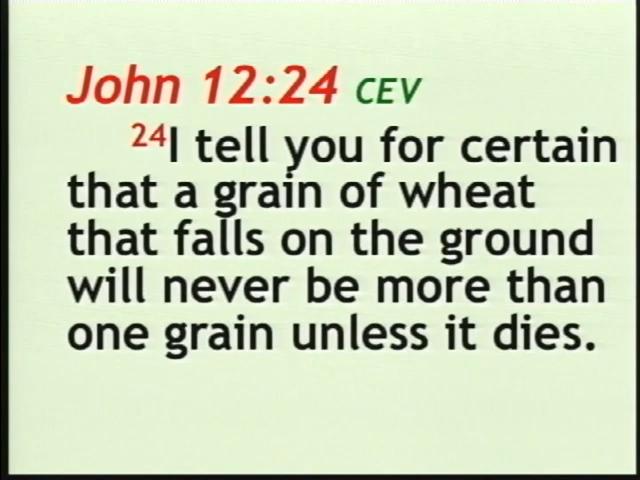 John 12:24 CEV
24I tell you for certain
that a grain of wheat
that falls on the ground
will never be more than
one grain unless it dies.